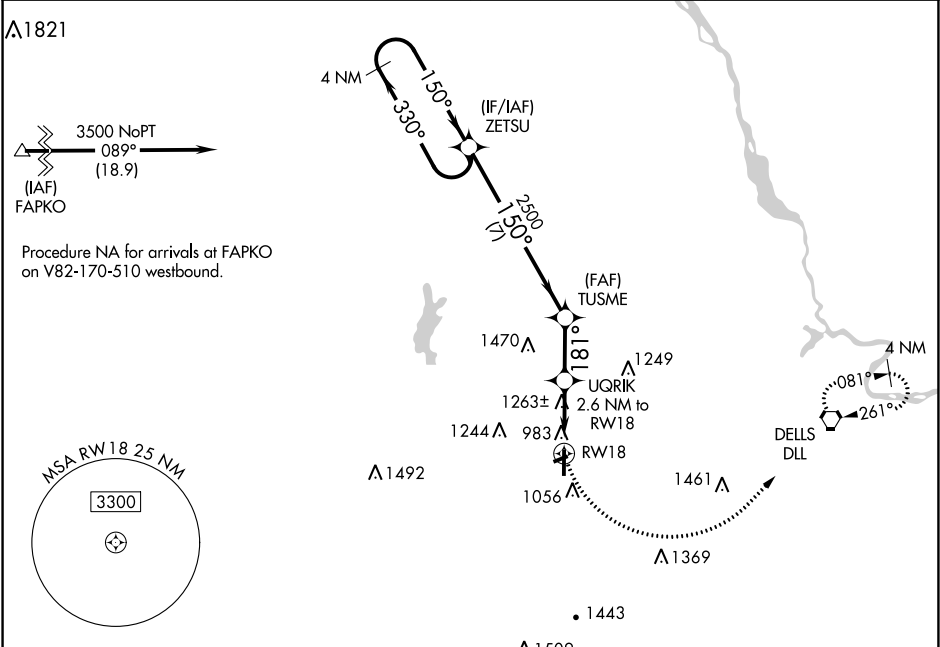 1821
4 NM
150°
330°
(IF/IAF)
ZETSU
3500 NoPT
089°
(18.9)
(IAF)
FAPKO
2500
150°
(7)
Procedure NA for arrivals at FAPKO
on V82-170-510 westbound.
(FAF)
TUSME
1470
181°
1249
4 NM
081°
261°
UQRIK
2.6 NM to
RW18
1263±
1244
983
RW18
DELLS
DLL
MSA RW18 25 NM
3300
1492
1461
1056
1369
1443